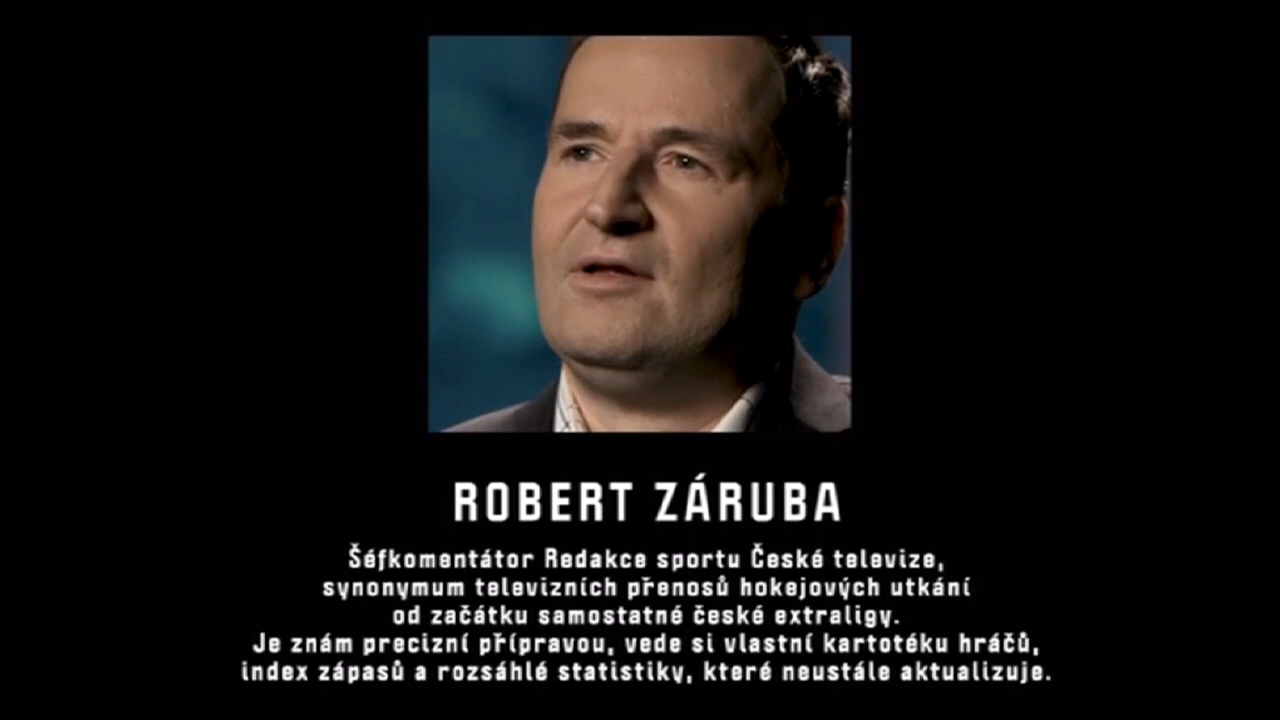 ROBERT ZÁRUBA
Šéfkomentátor Redakce sportu České televize,
synonymum televizních přenosů hokejových utkání
od začátku samostatné české extraligy.
Je znám precizní přípravou, vede si vlastní kartotéku hráčů,
index zápasů a rozsáhlé statistiky, které neustále aktualizuje.